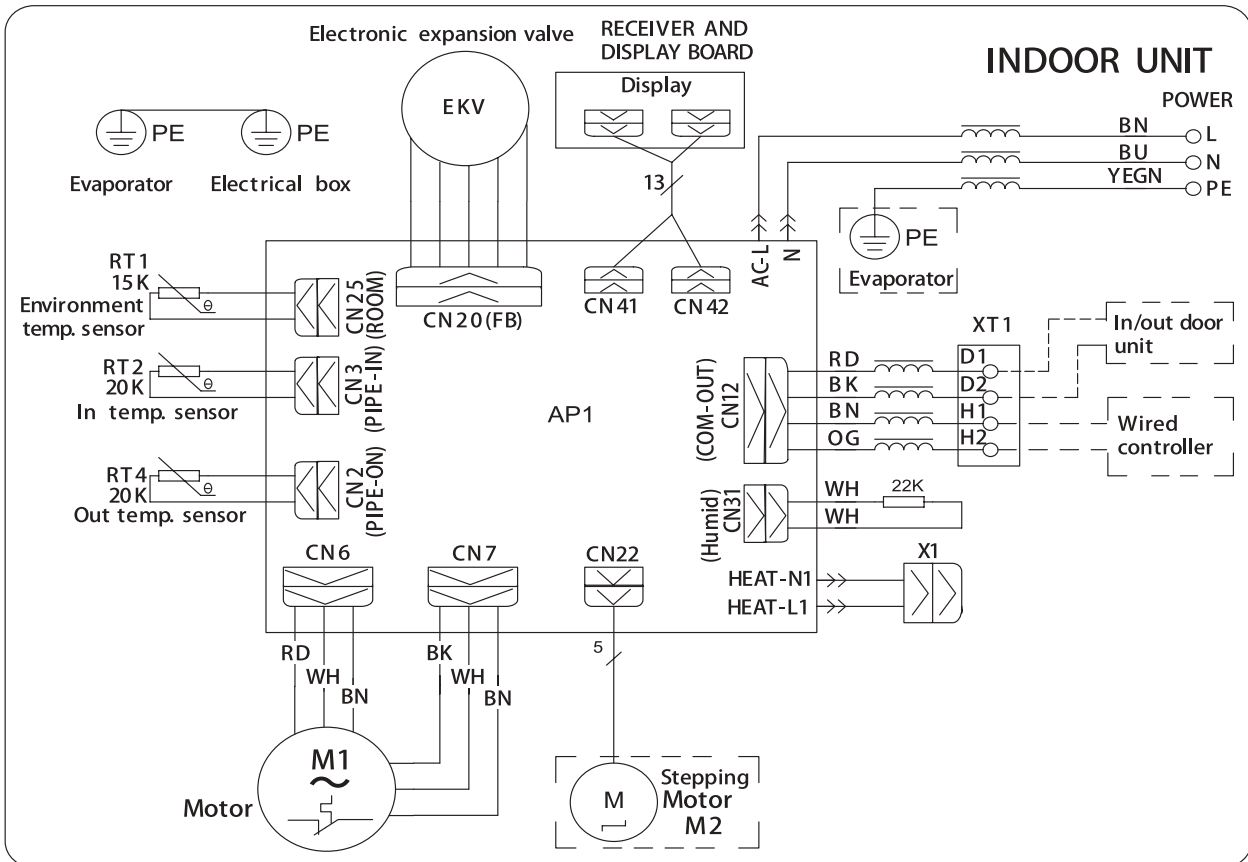 Electronic expansion valve
RECEIVER AND
DISPLAY BOARD
INDOOR UNIT
Display
EKV
POWER
BN
L
BU
N
YEGN
PE
PE
PE
Evaporator
Electrical box
13
PE
Evaporator
AC-L
N
RT1
15K
Environment
temp. sensor
CN25
(ROOM)
CN20(FB)
CN41
CN42
RT2
20K
In temp. sensor
CN3
(PIPE-IN)
RT4
20K
Out temp. sensor
CN2
(PIPE-ON)
θ
θ
θ
AP1
(COM-OUT)
CN12
RD
BK
BN
OG
XT1
D1
D2
H1
H2
In/out door
unit
Wired
controller
(Humid)
CN31
WH
WH
22K
HEAT-N1
HEAT-L1
X1
CN6
CN7
CN22
RD
WH
BN
BK
WH
BN
5
M1
~
Motor
M
Stepping
Motor
M2